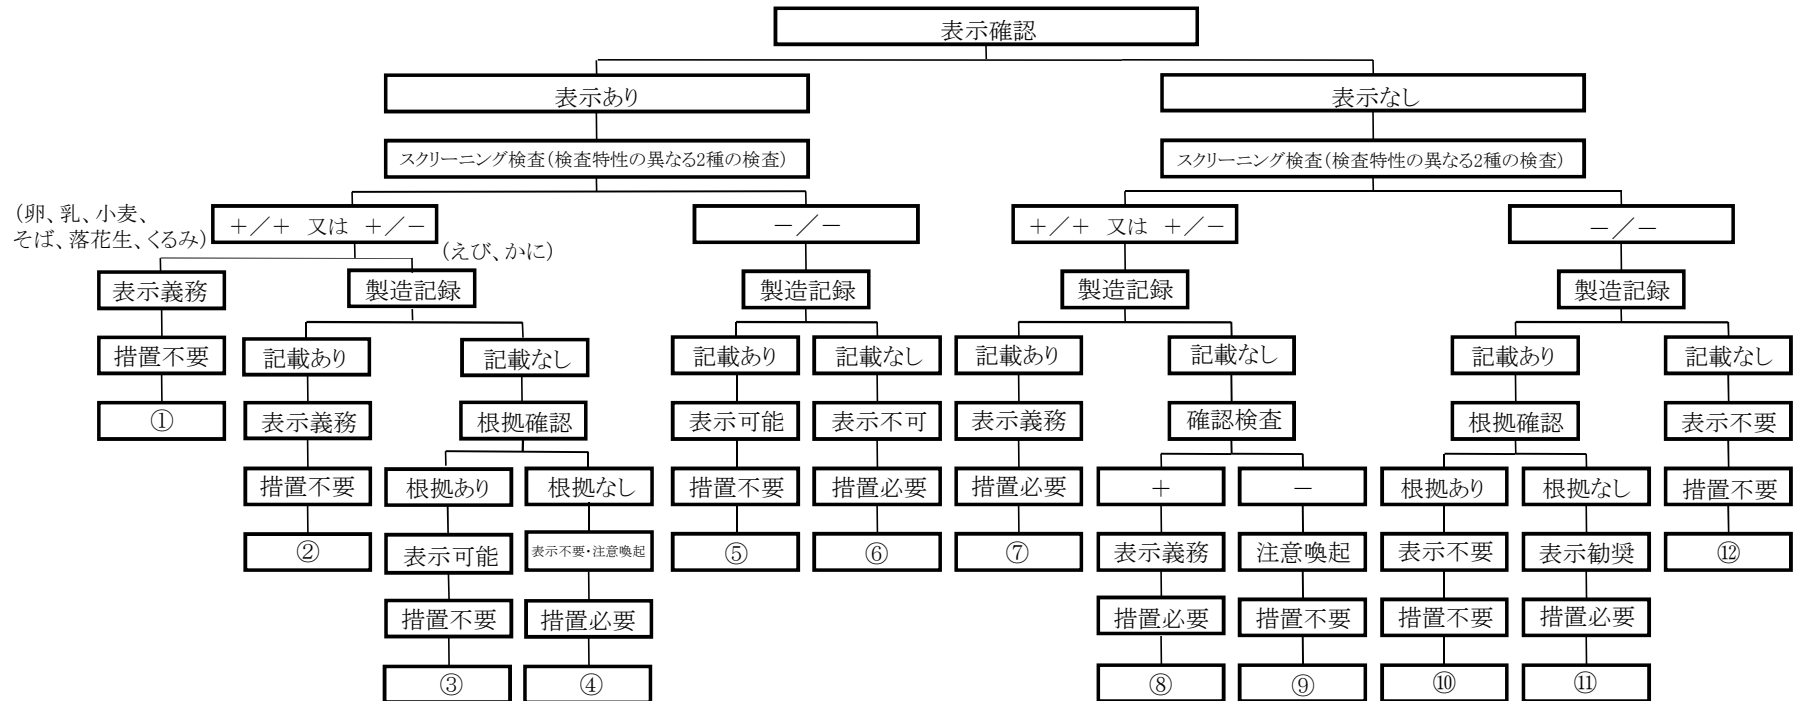 表示確認
表示あり
表示なし
スクリーニング検査(検査特性の異なる2種の検査)
スクリーニング検査(検査特性の異なる2種の検査)
(卵、乳、小麦、
そば、落花生、くるみ)
+/+ 又は +/-
-/-
+/+ 又は +/-
-/-
(えび、かに)
表示義務
製造記録
製造記録
製造記録
製造記録
措置不要
記載あり
記載なし
記載あり
記載なし
記載あり
記載なし
記載あり
記載なし
①
表示義務
根拠確認
表示可能
表示不可
表示義務
確認検査
根拠確認
表示不要
措置不要
根拠あり
根拠なし
措置不要
措置必要
措置必要
+
-
根拠あり
根拠なし
措置不要
②
表示可能
表示不要・注意喚起
⑤
⑥
⑦
表示義務
注意喚起
表示不要
表示勧奨
⑫
措置不要
措置必要
措置必要
措置不要
措置不要
措置必要
③
④
⑧
⑨
⑩
⑪